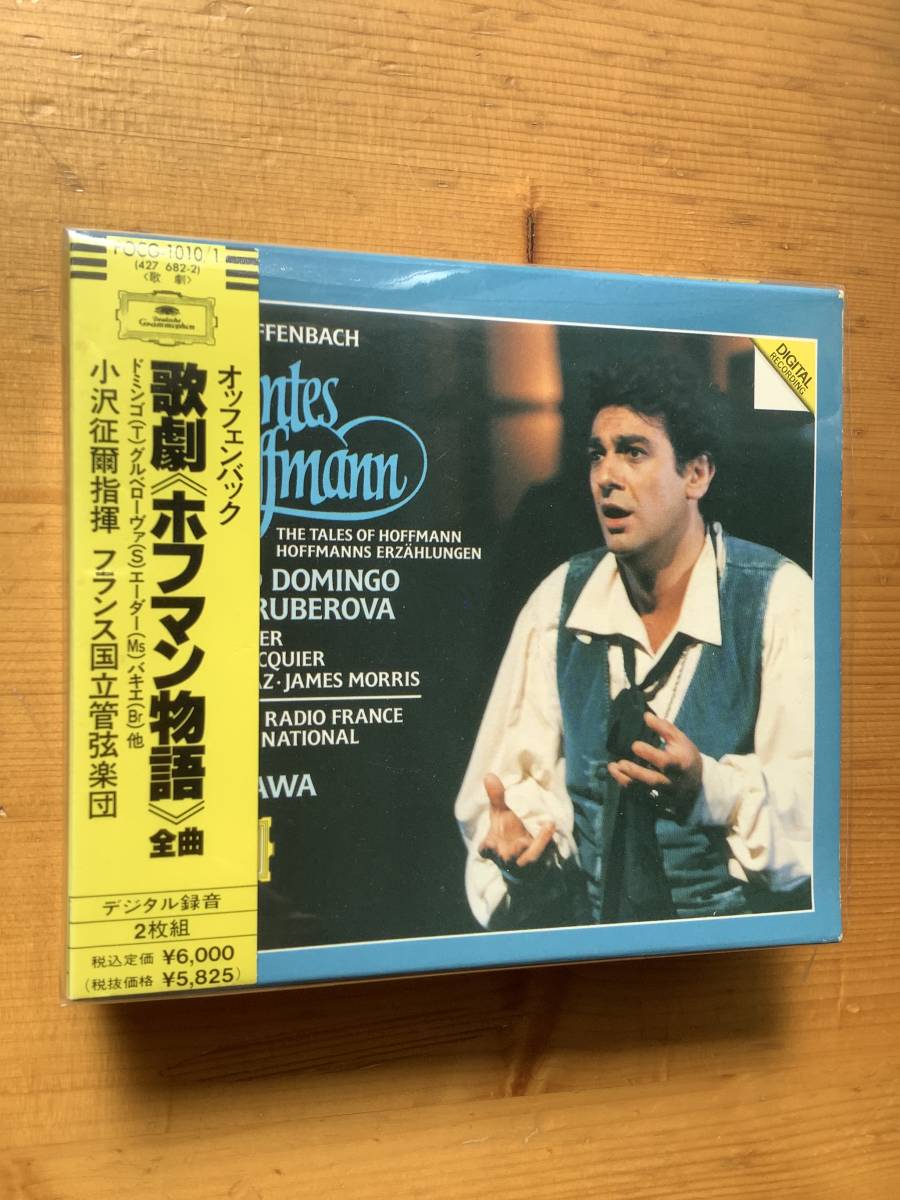 POCG-1010/1
(427 682-2)
〈歌 劇〉
Deutsche
Grammophon
オッフェンバック
歌劇《ホフマン物語》全曲
ドミンゴ(T)グルベローヴァ(S)エーダー(Ms)バキエ(Br)他
小沢征爾指揮 フランス国立管弦楽団
デジタル録音
2枚組
税込定価 ¥6,000
(税抜価格 ¥5,825)
FFENBACH
ntes
ffmann
THE TALES OF HOFFMANN
HOFFMANNS ERZÄHLUNGEN
DOMINGO
RUBEROVA
ER
CQUIER
AZ·JAMES MORRIS
RADIO FRANCE
NATIONAL
AWA
DIGITAL
RECORDING